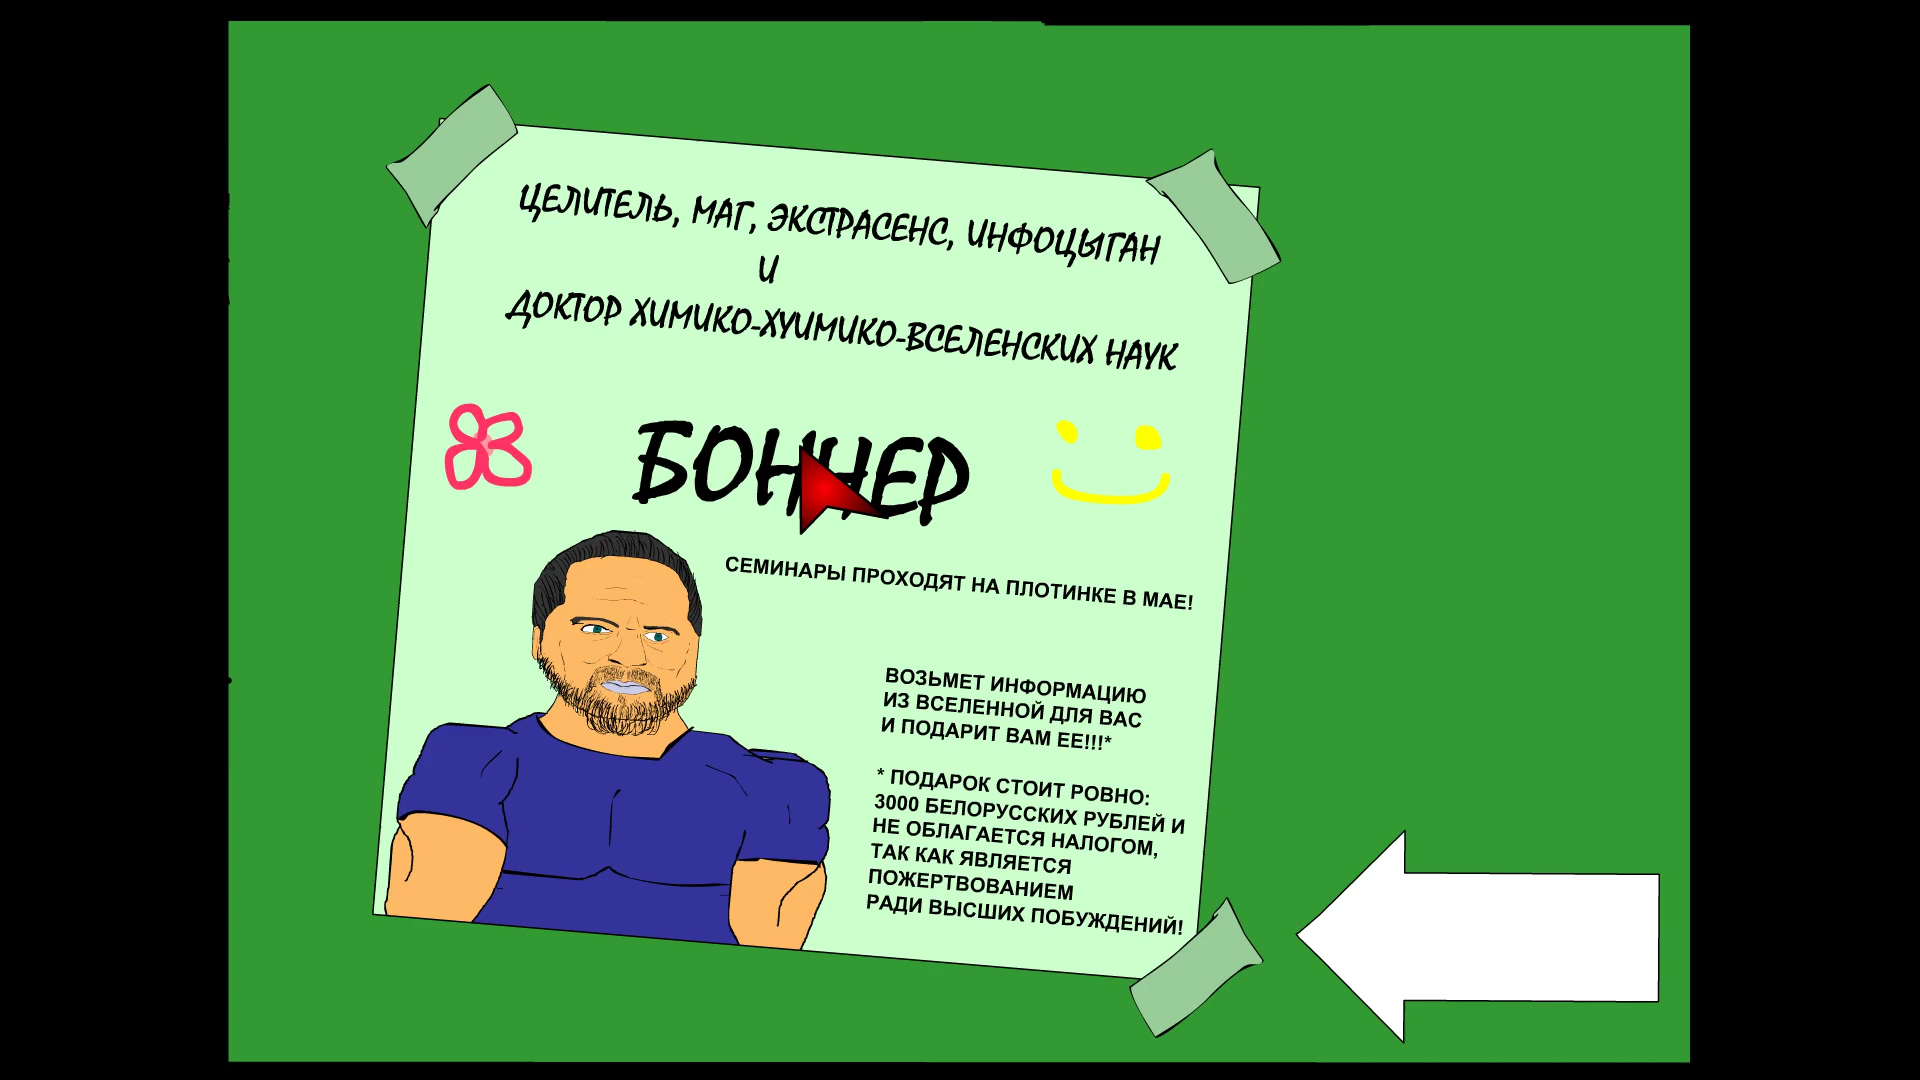 ЦЕЛИТЕЛЬ, МАГ, ЭКСТРАСЕНС, ИНФОЦЫГАН
И
ДОКТОР ХИМИКО-ХУИМИКО-ВСЕЛЕНСКИХ НАУК
БОННЕР
СЕМИНАРЫ ПРОХОДЯТ НА ПЛОТИНКЕ В МАЕ!
ВОЗЬМЕТ ИНФОРМАЦИЮ
ИЗ ВСЕЛЕННОЙ ДЛЯ ВАС
И ПОДАРИТ ВАМ ЕЕ!!!*
* ПОДАРОК СТОИТ РОВНО:
3000 БЕЛОРУССКИХ РУБЛЕЙ И
НЕ ОБЛАГАЕТСЯ НАЛОГОМ,
ТАК КАК ЯВЛЯЕТСЯ
ПОЖЕРТВОВАНИЕМ
РАДИ ВЫСШИХ ПОБУЖДЕНИЙ!